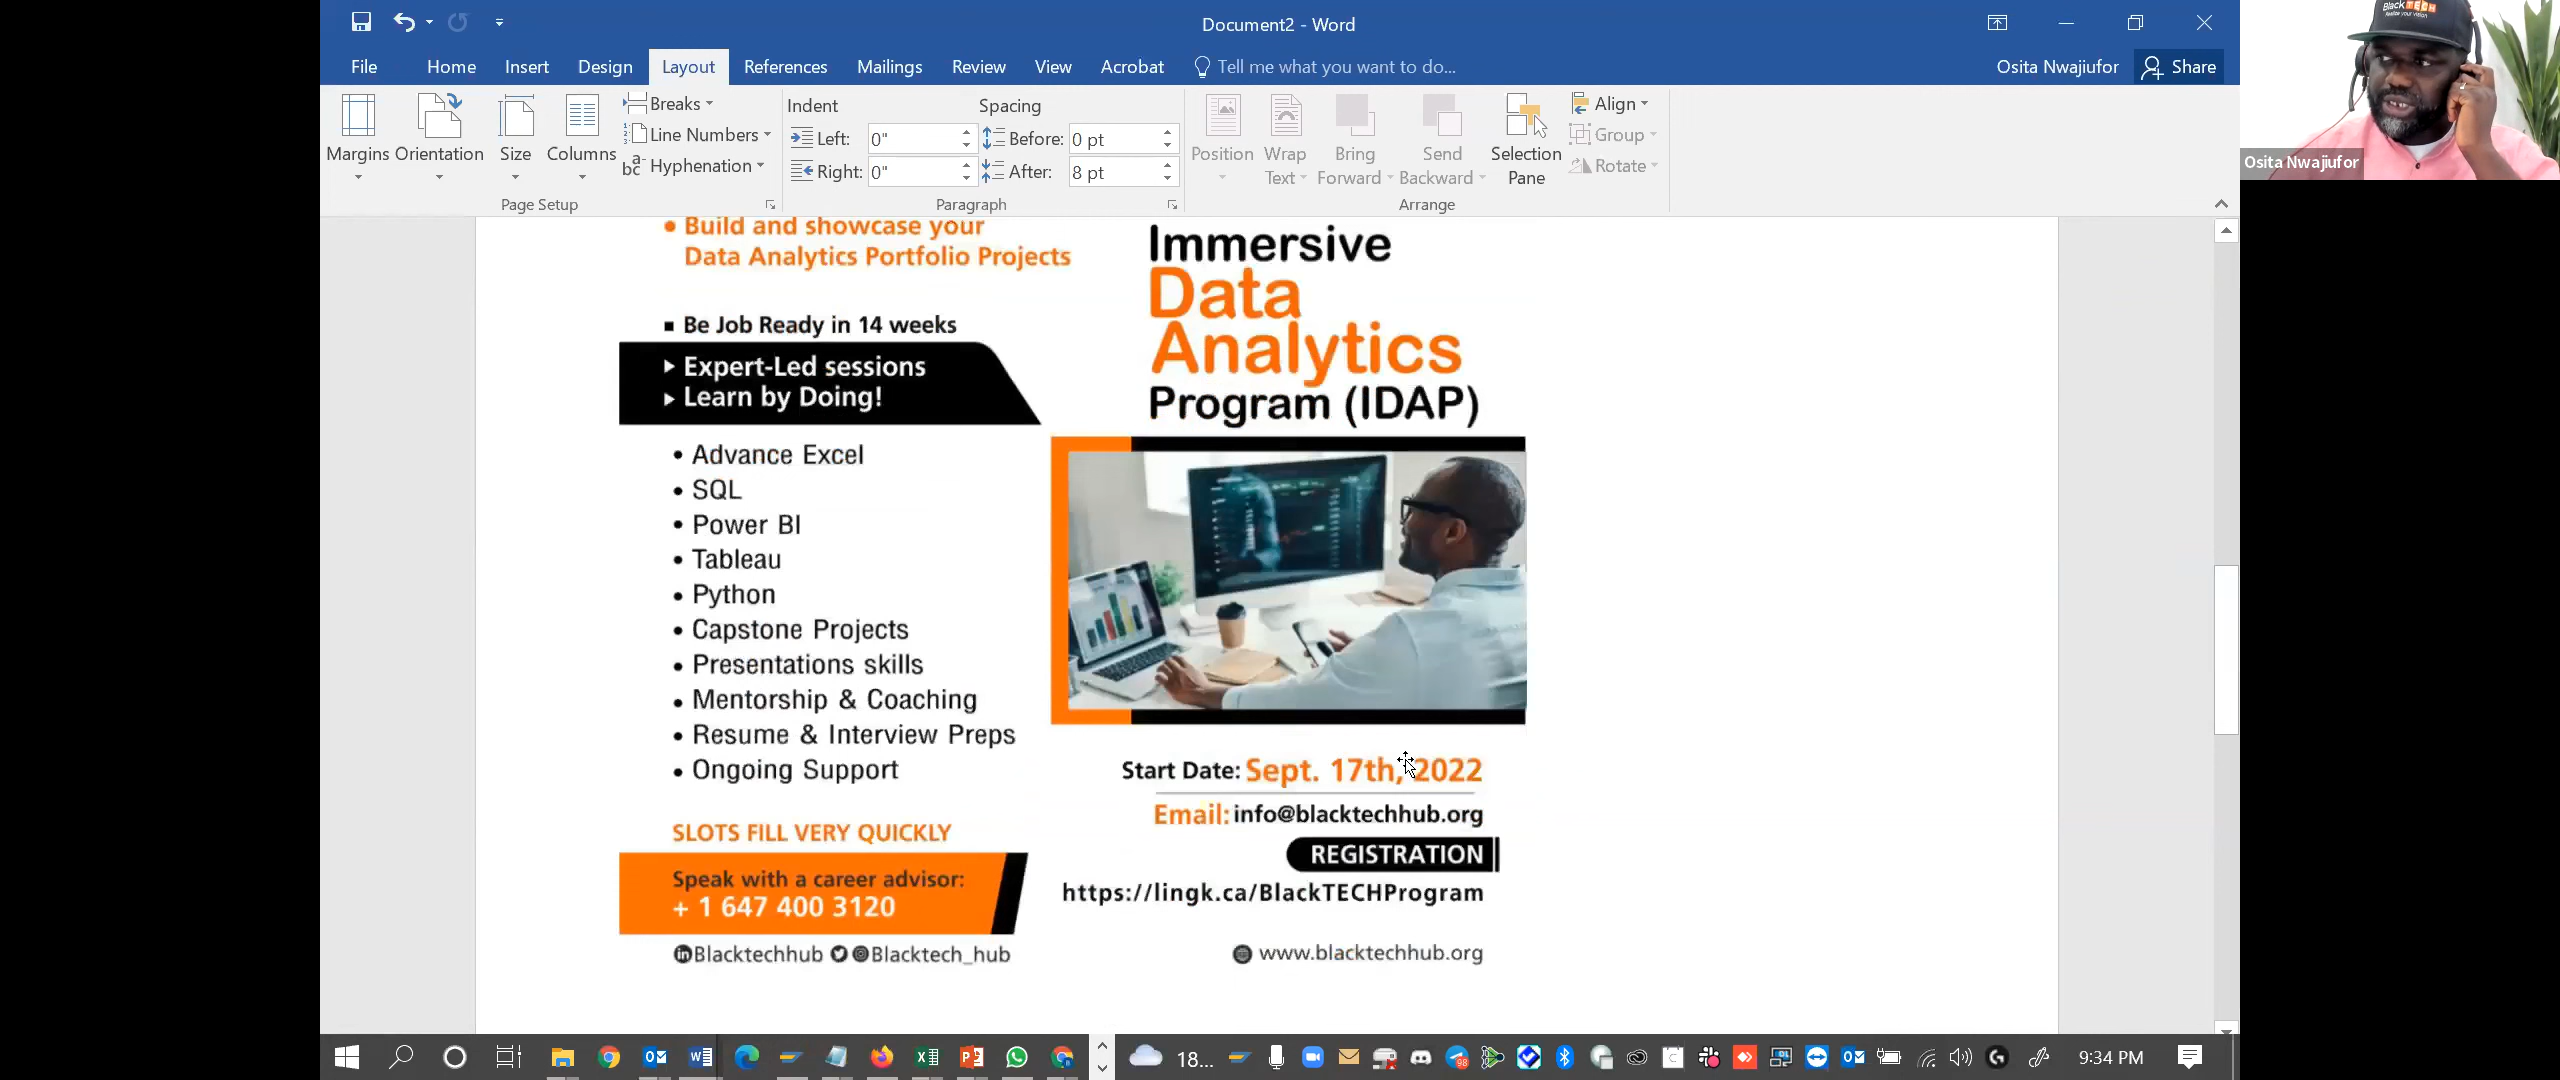 Document2 - Word
File Home Insert Design Layout References Mailings Review View Acrobat Tell me what you want to do...
Osita Nwajiufor Share
BlackTECH
Realize your vision
Osita Nwajiufor
Margins Orientation Size Columns
Breaks
Line Numbers
Hyphenation
Page Setup
Indent
Left: 0"
Right: 0"
Spacing
Before: 0 pt
After: 8 pt
Paragraph
Position
Wrap Text
Bring Forward
Send Backward
Selection Pane
Align
Group
Rotate
Arrange
• Build and showcase your
Data Analytics Portfolio Projects
▪ Be Job Ready in 14 weeks
Expert-Led sessions
Learn by Doing!
• Advance Excel
• SQL
• Power BI
• Tableau
• Python
• Capstone Projects
• Presentations skills
• Mentorship & Coaching
• Resume & Interview Preps
• Ongoing Support
SLOTS FILL VERY QUICKLY
Speak with a career advisor:
+ 1 647 400 3120
Blacktechhub Blacktech_hub
Immersive
Data
Analytics
Program (IDAP)
Start Date: Sept. 17th, 2022
Email: info@blacktechhub.org
REGISTRATION
https://lingk.ca/BlackTECHProgram
www.blacktechhub.org
18...
98
9:34 PM